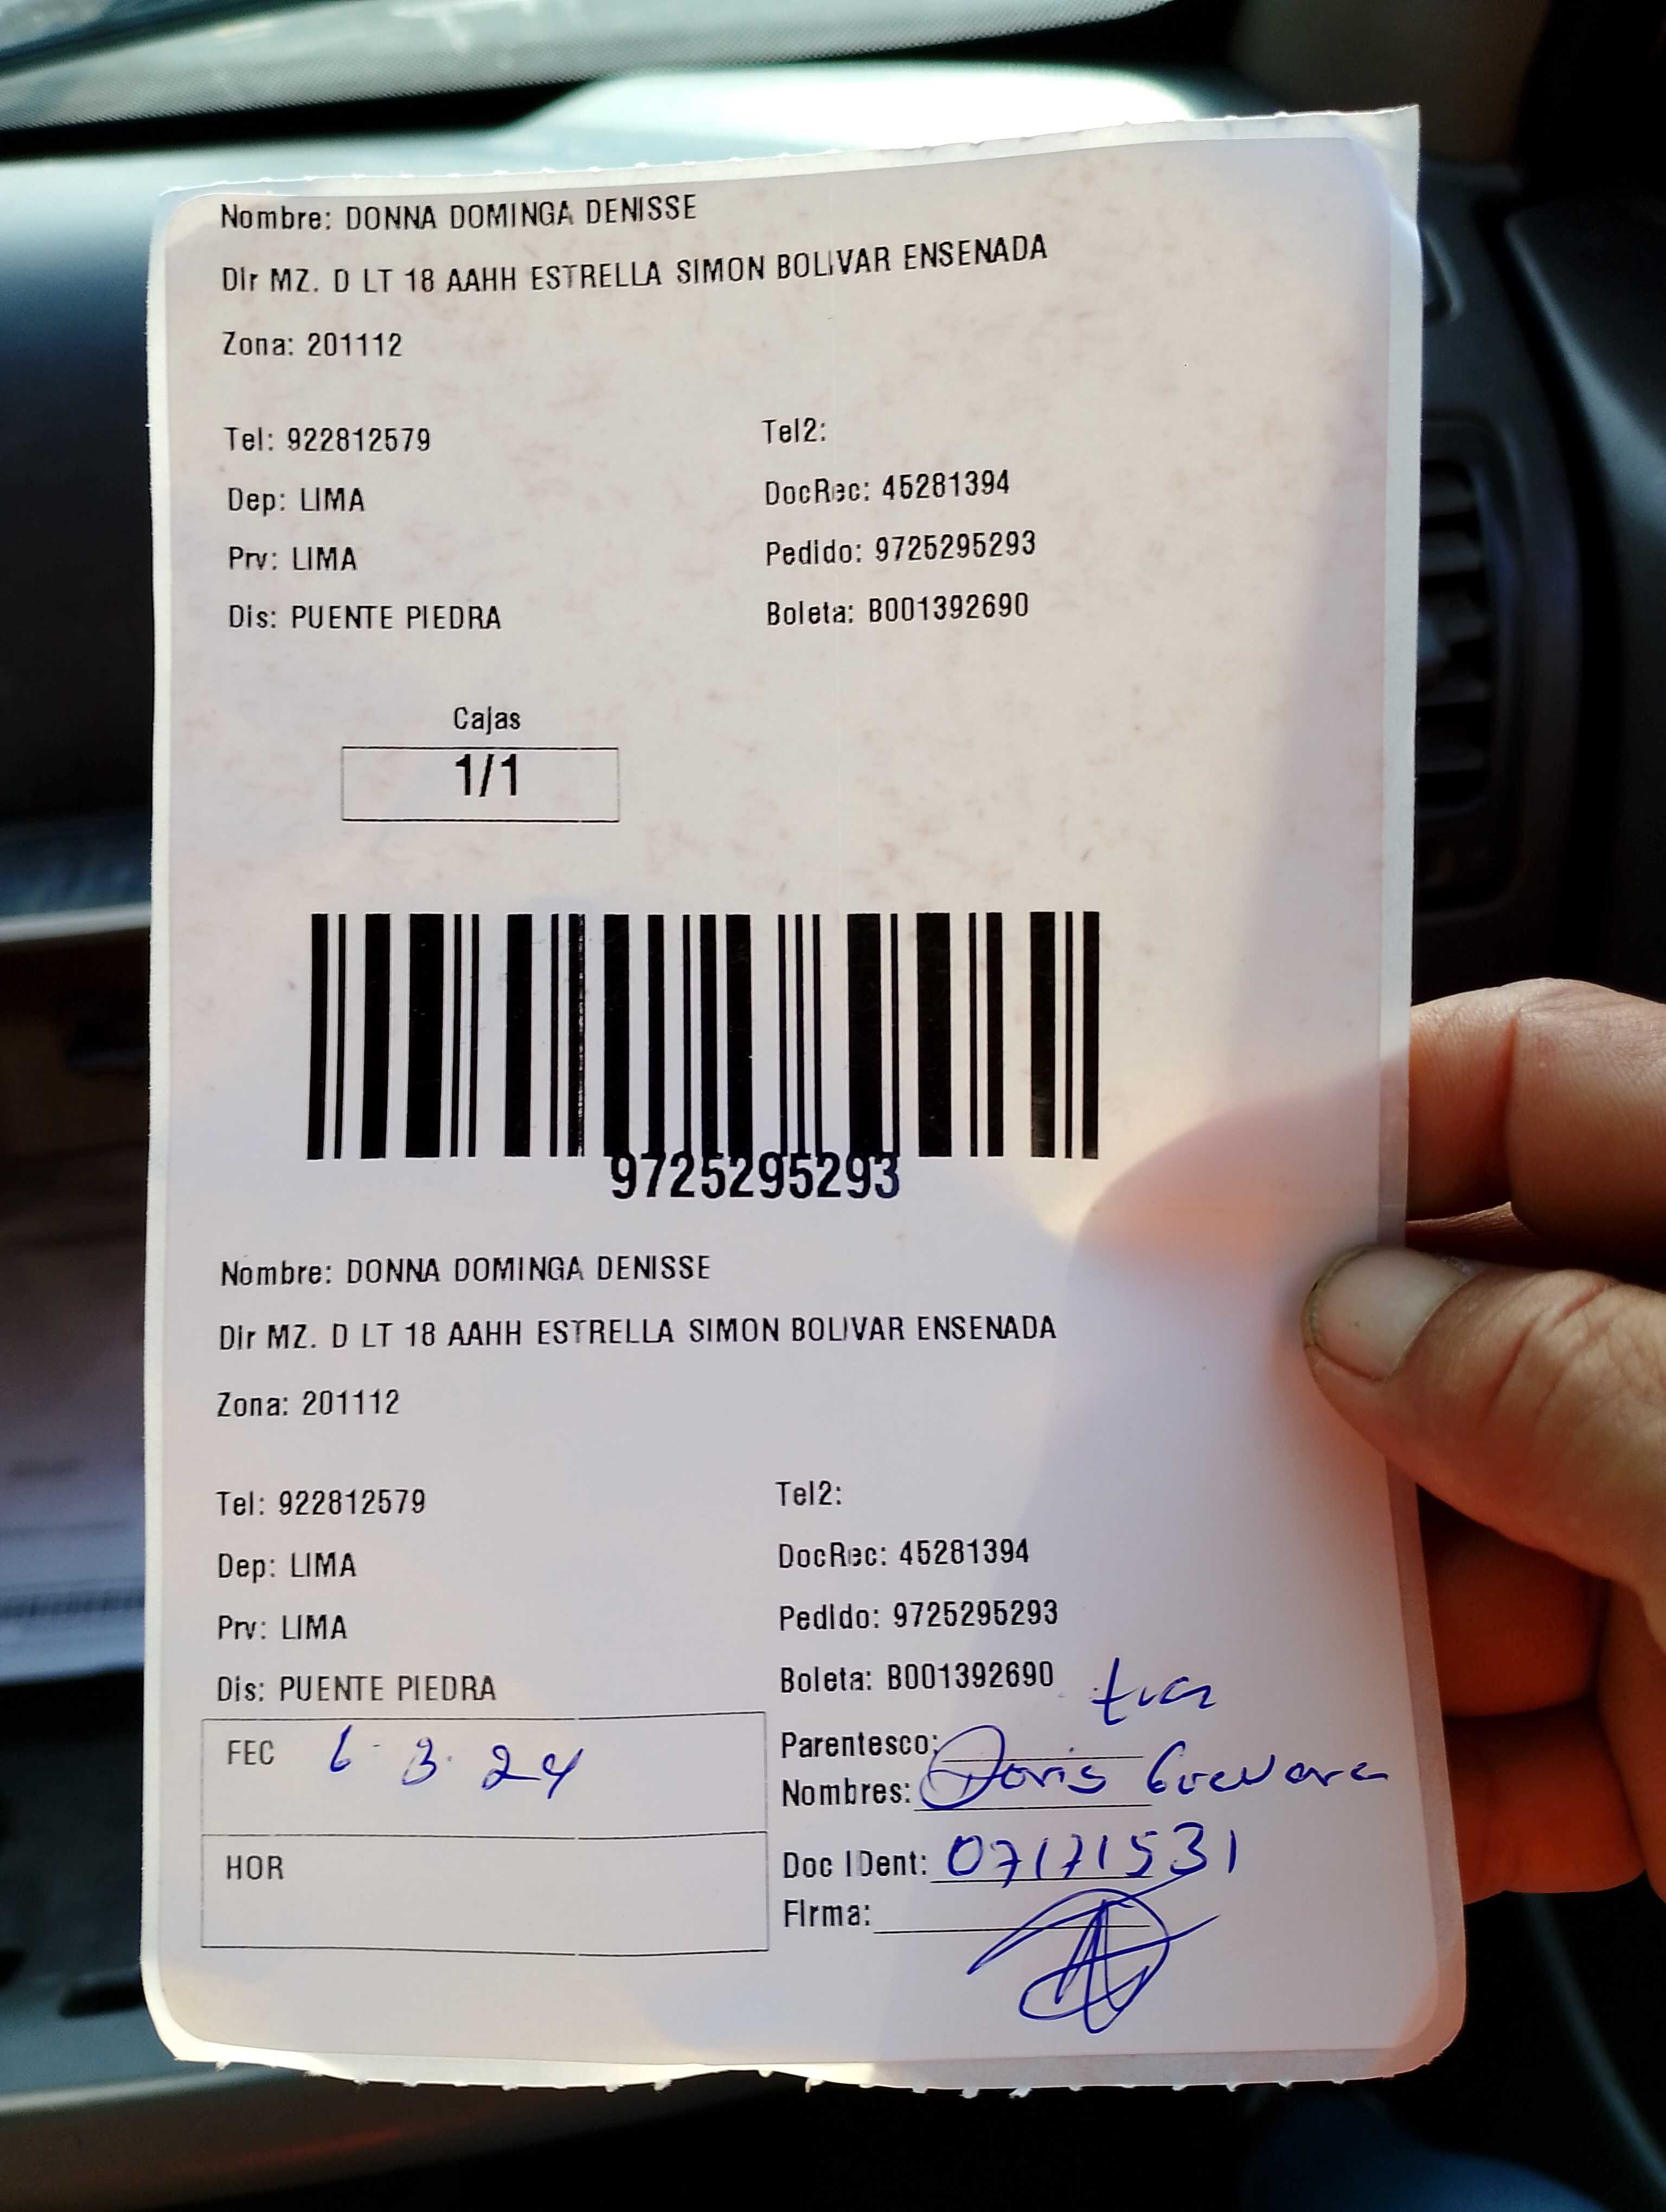 Nombre: DONNA DOMINGA DENISSE
Dir MZ. D LT 18 AAHH ESTRELLA SIMON BOLIVAR ENSENADA
Zona: 201112
Tel: 922812579 Tel2:
Dep: LIMA DocRec: 45281394
Prv: LIMA Pedido: 9725295293
Dis: PUENTE PIEDRA Boleta: B001392690
Cajas
1/1
9725295293
Nombre: DONNA DOMINGA DENISSE
Dir MZ. D LT 18 AAHH ESTRELLA SIMON BOLIVAR ENSENADA
Zona: 201112
Tel: 922812579 Tel2:
Dep: LIMA DocRec: 45281394
Prv: LIMA Pedido: 9725295293
Dis: PUENTE PIEDRA Boleta: B001392690
FEC 6-3-24
Parentesco:
Nombres: Doris Guevara
HOR
Doc IDent: 07171531
Firma: